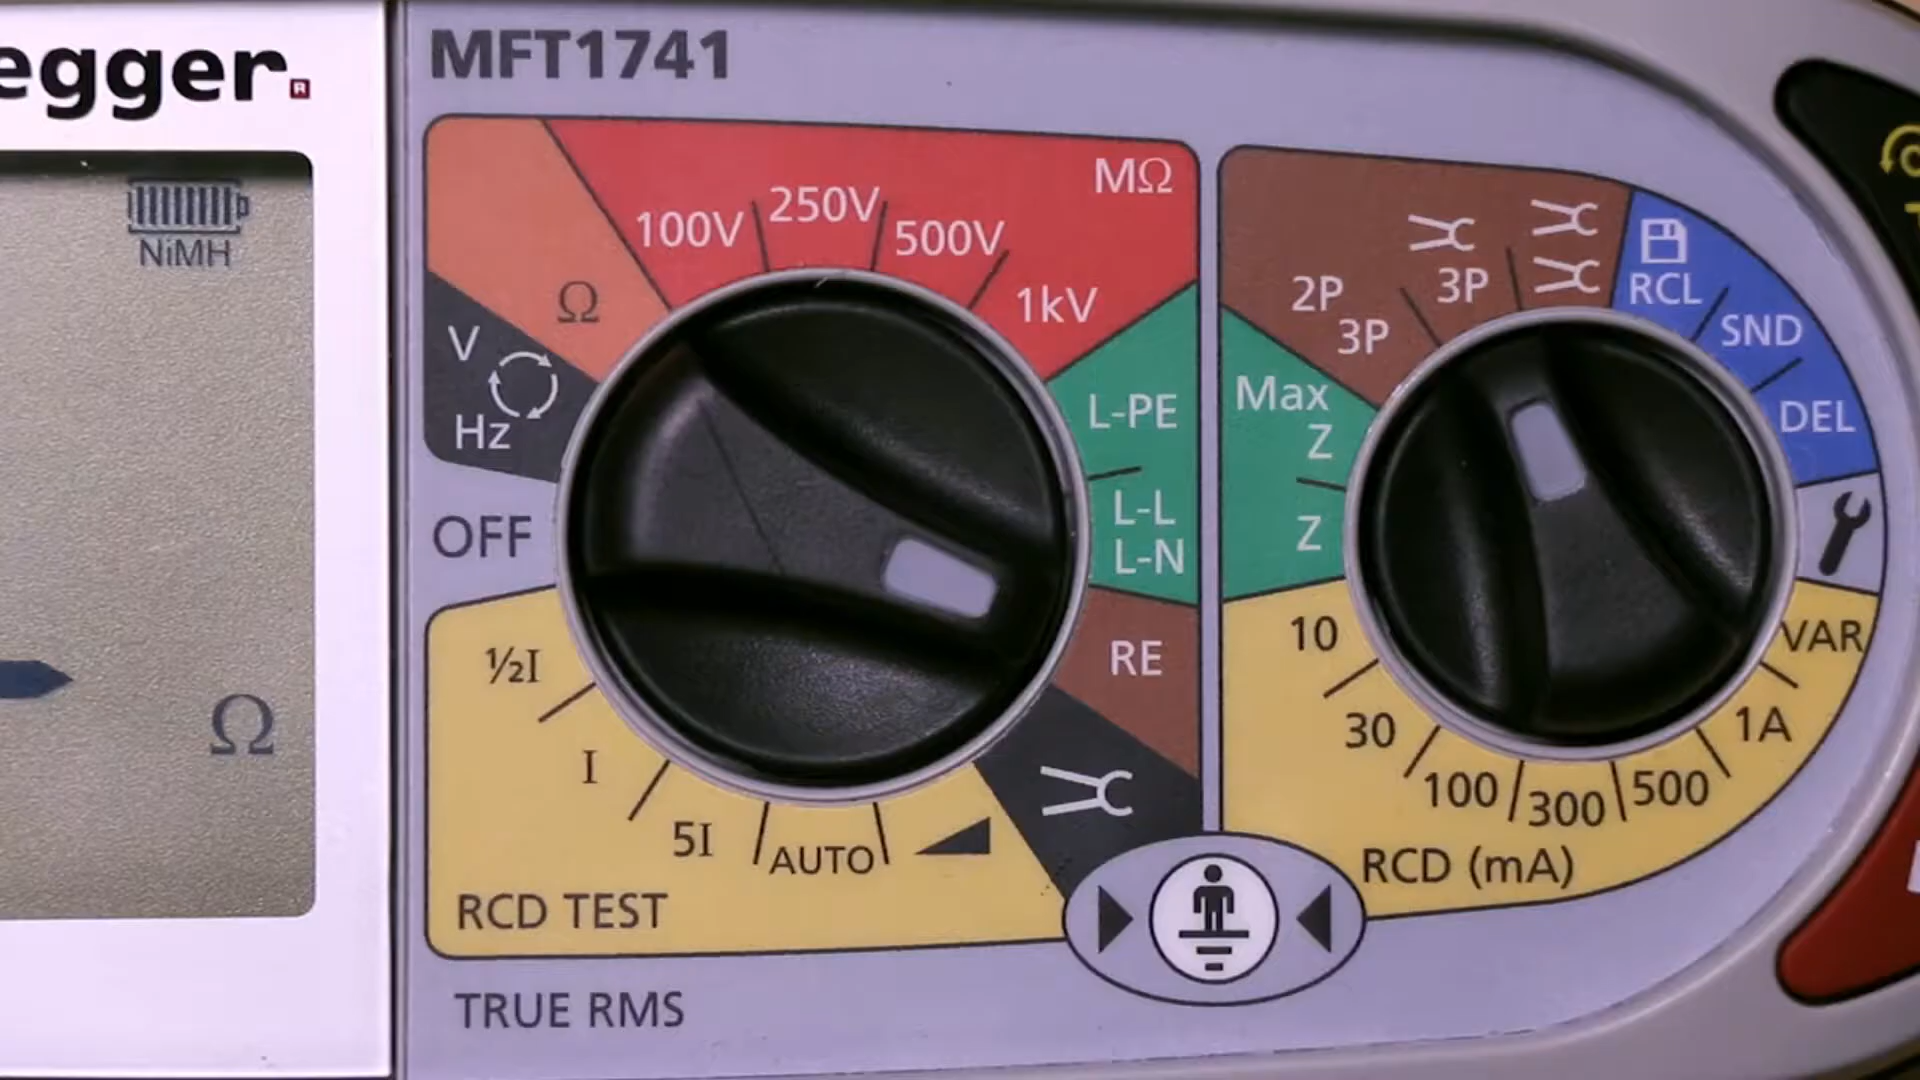 egger.
R
NiMH
Ω
MFT1741
MΩ
100V
250V
500V
1kV
Ω
V
Hz
OFF
L-PE
L-L
L-N
RE
½I
I
5I
AUTO
RCD TEST
TRUE RMS
2P
3P
3P
RCL
SND
DEL
Max
Z
Z
10
30
100
300
500
1A
VAR
RCD (mA)